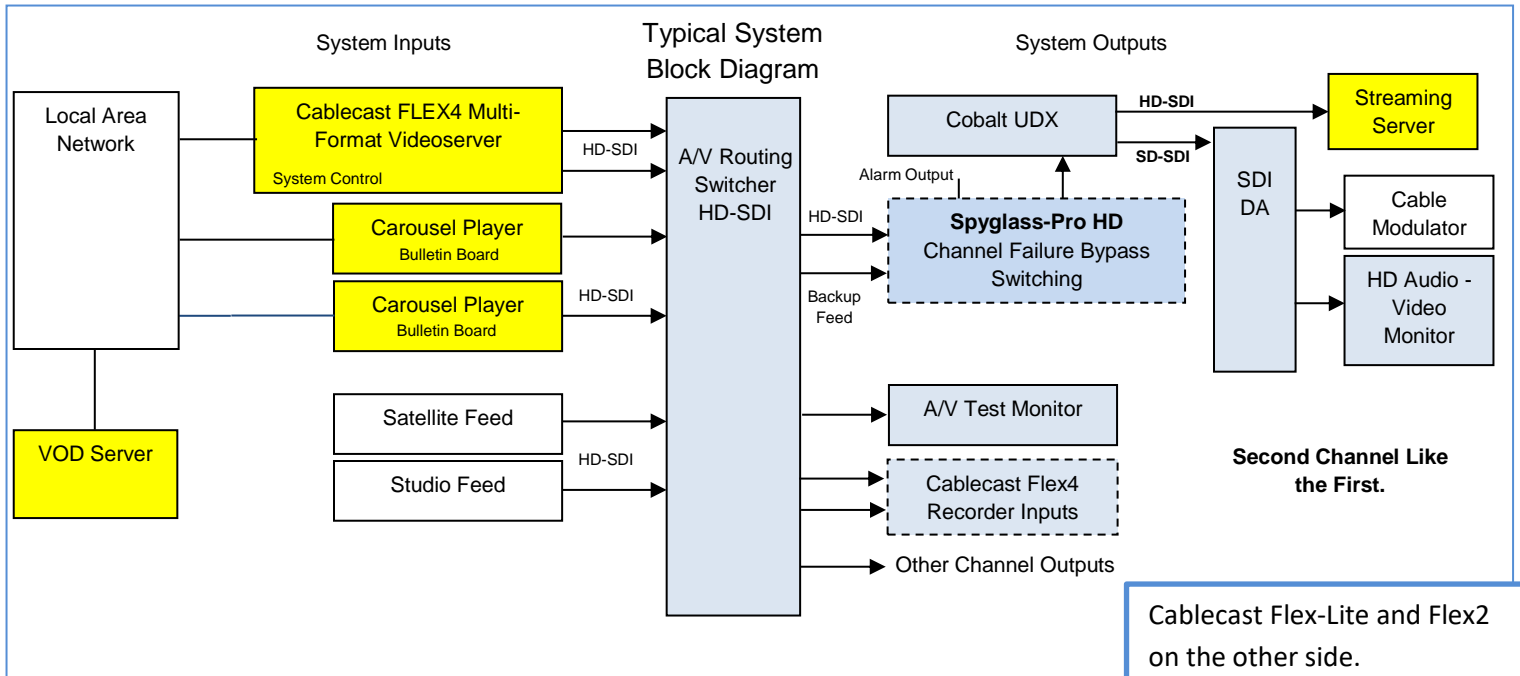 Typical System
Block Diagram
System Inputs
System Outputs
Local Area
Network
VOD Server
Cablecast FLEX4 Multi-
Format Videoserver
System Control
HD-SDI
Carousel Player
Bulletin Board
Carousel Player
Bulletin Board
HD-SDI
Satellite Feed
HD-SDI
Studio Feed
A/V Routing
Switcher
HD-SDI
HD-SDI
Backup
Feed
Alarm Output
Cobalt UDX
HD-SDI
SD-SDI
Streaming
Server
Spyglass-Pro HD
Channel Failure Bypass
Switching
SDI
DA
Cable
Modulator
HD Audio -
Video
Monitor
A/V Test Monitor
Cablecast Flex4
Recorder Inputs
Other Channel Outputs
Second Channel Like
the First.
Cablecast Flex-Lite and Flex2
on the other side.